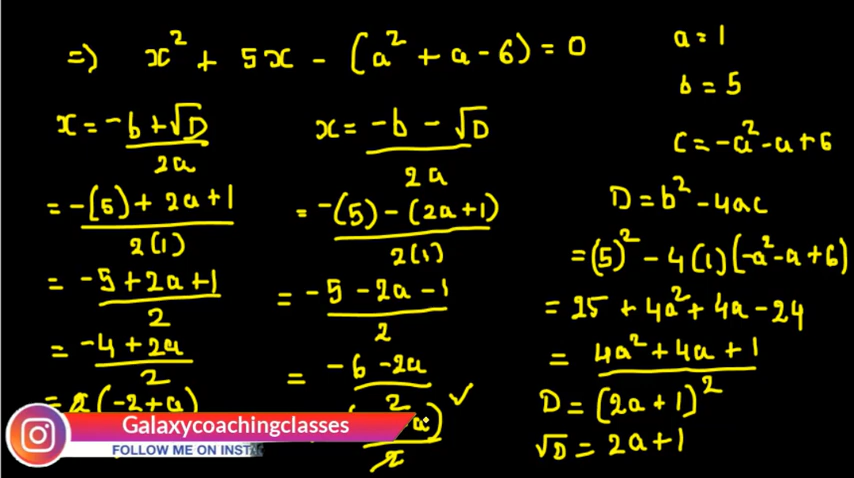 => x² + 5x - (a² + a - 6) = 0
a = 1
b = 5
c = -a² - a + 6
x = -b + √D / 2a
= -(5) + 2a + 1 / 2(1)
= -5 + 2a + 1 / 2
= -4 + 2a / 2
= 2(-2 + a)
x = -b - √D / 2a
= -(5) - (2a + 1) / 2(1)
= -5 - 2a - 1 / 2
= -6 - 2a / 2
a) / 2 ✓
D = b² - 4ac
= (5)² - 4(1)(-a² - a + 6)
= 25 + 4a² + 4a - 24
= 4a² + 4a + 1
D = (2a + 1)²
√D = 2a + 1
Galaxycoachingclasses
FOLLOW ME ON